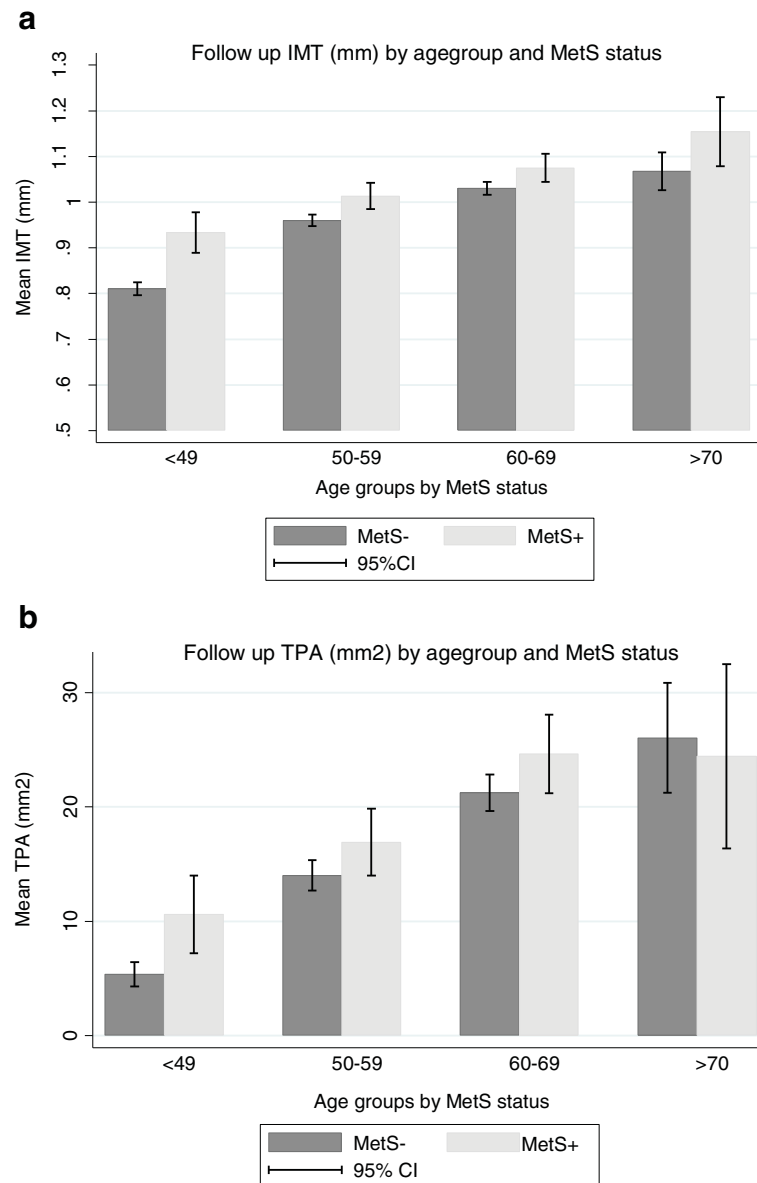 a
Follow up IMT (mm) by agegroup and MetS status
1.3
1.2
1.1
1
.9
.8
.7
.6
.5
Mean IMT (mm)
<49 50-59 60-69 >70
Age groups by MetS status
MetS- MetS+
95%CI
b
Follow up TPA (mm2) by agegroup and MetS status
30
20
10
0
Mean TPA (mm2)
<49 50-59 60-69 >70
Age groups by MetS status
MetS- MetS+
95% CI